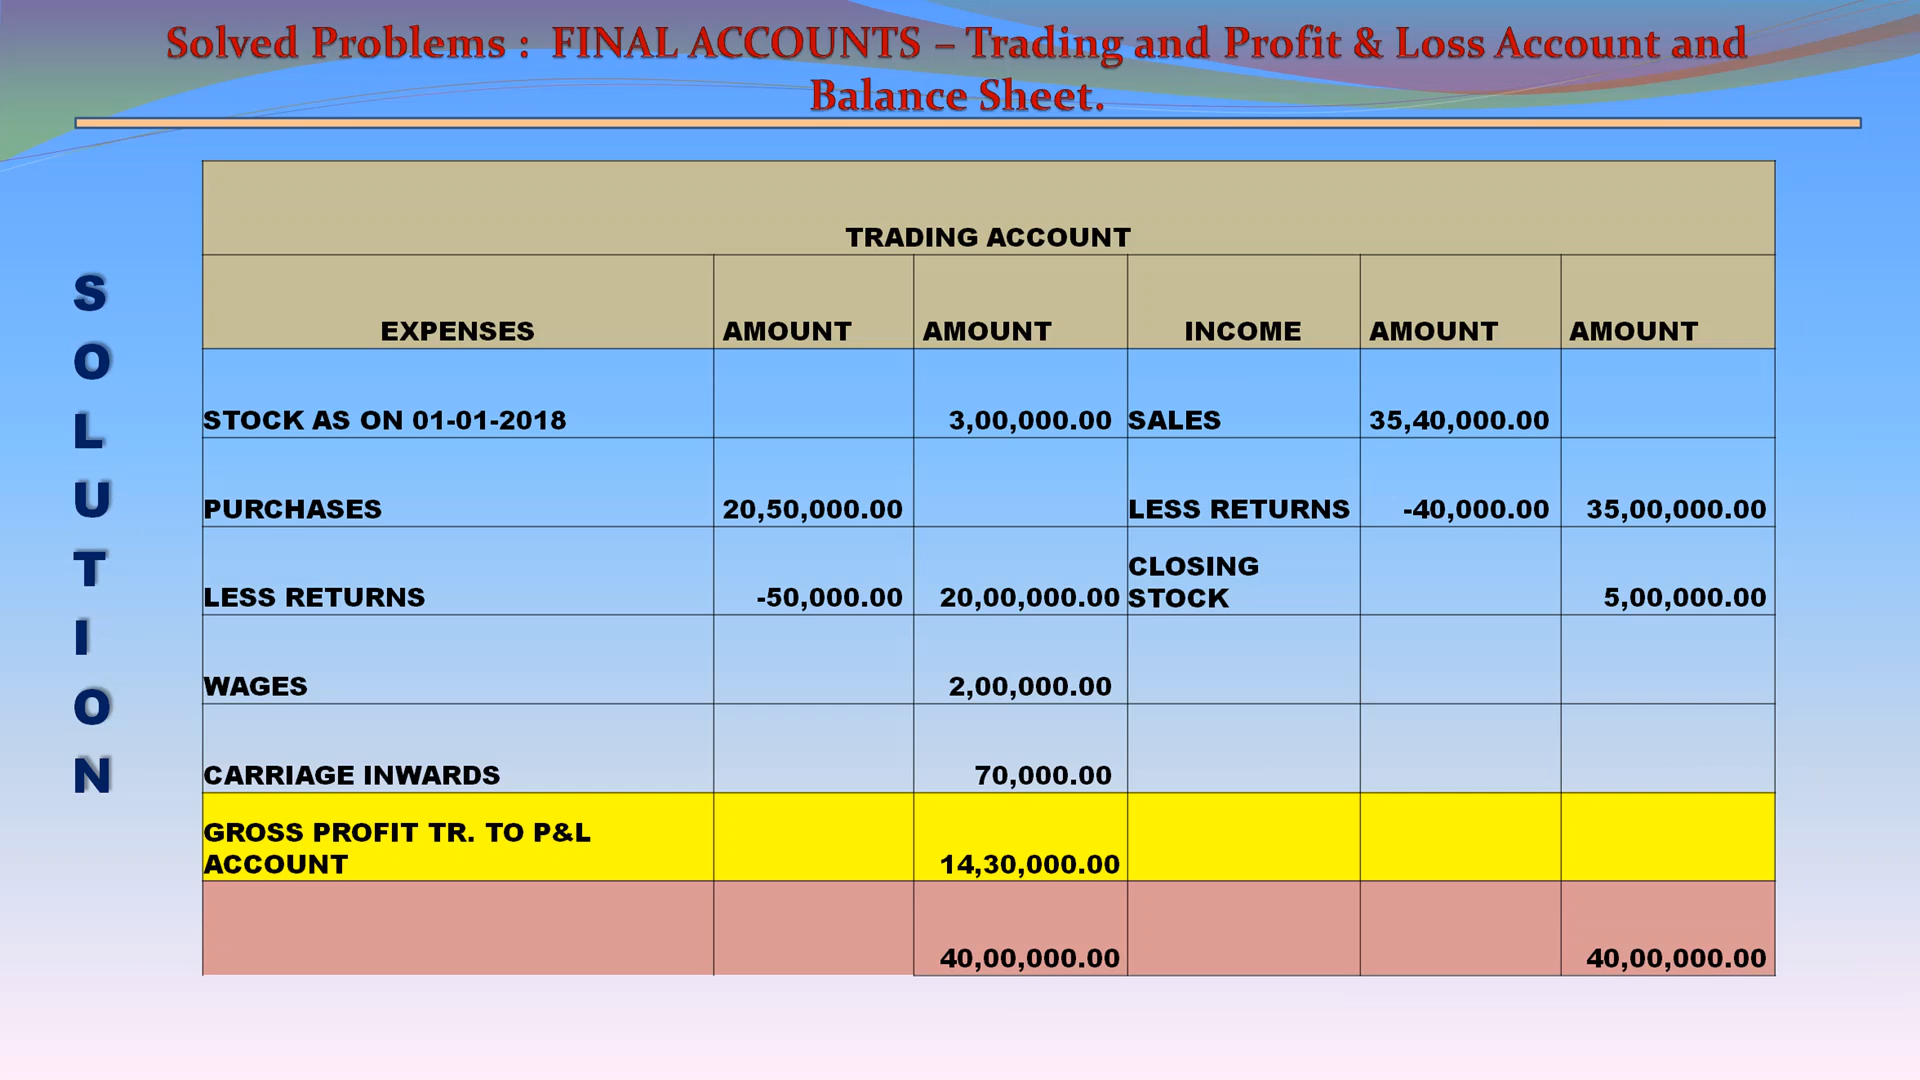 Solved Problems :  FINAL ACCOUNTS – Trading and Profit & Loss Account and
Balance Sheet.
S
O
L
U
T
I
O
N
TRADING ACCOUNT
EXPENSES AMOUNT AMOUNT INCOME AMOUNT AMOUNT
STOCK AS ON 01-01-2018 3,00,000.00 SALES 35,40,000.00
PURCHASES 20,50,000.00 LESS RETURNS -40,000.00 35,00,000.00
LESS RETURNS -50,000.00 20,00,000.00 CLOSING
STOCK 5,00,000.00
WAGES 2,00,000.00
CARRIAGE INWARDS 70,000.00
GROSS PROFIT TR. TO P&L
ACCOUNT 14,30,000.00
40,00,000.00 40,00,000.00